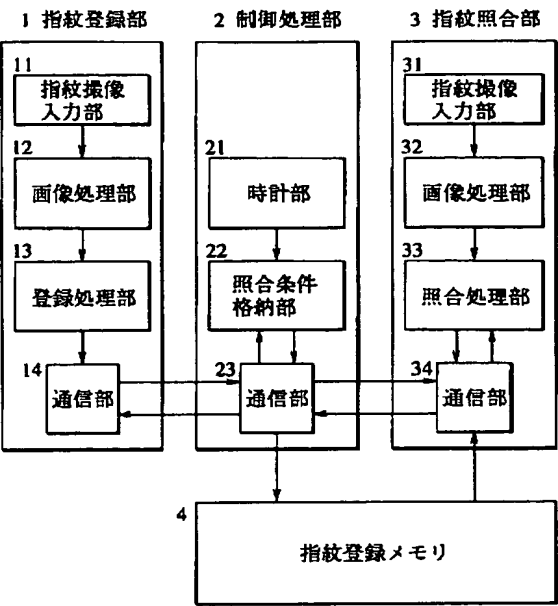 1 指紋登録部
2 制御処理部
3 指紋照合部
11
指紋撮像
入力部
12
画像処理部
13
登録処理部
14
通信部
21
時計部
22
照合条件
格納部
23
通信部
31
指紋撮像
入力部
32
画像処理部
33
照合処理部
34
通信部
4
指紋登録メモリ